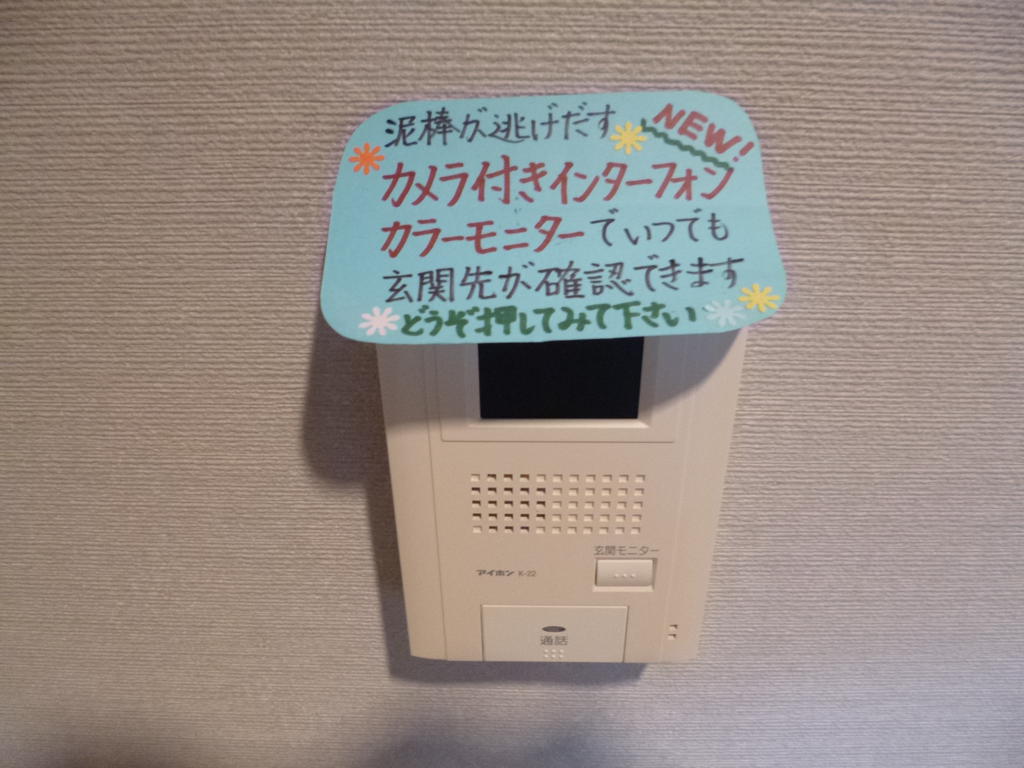 泥棒が逃げだす
NEW!
カメラ付きインターフォン
カラーモニターでいつでも
玄関先が確認できます
どうぞ押してみて下さい
玄関モニター
アイホン K-22
通話